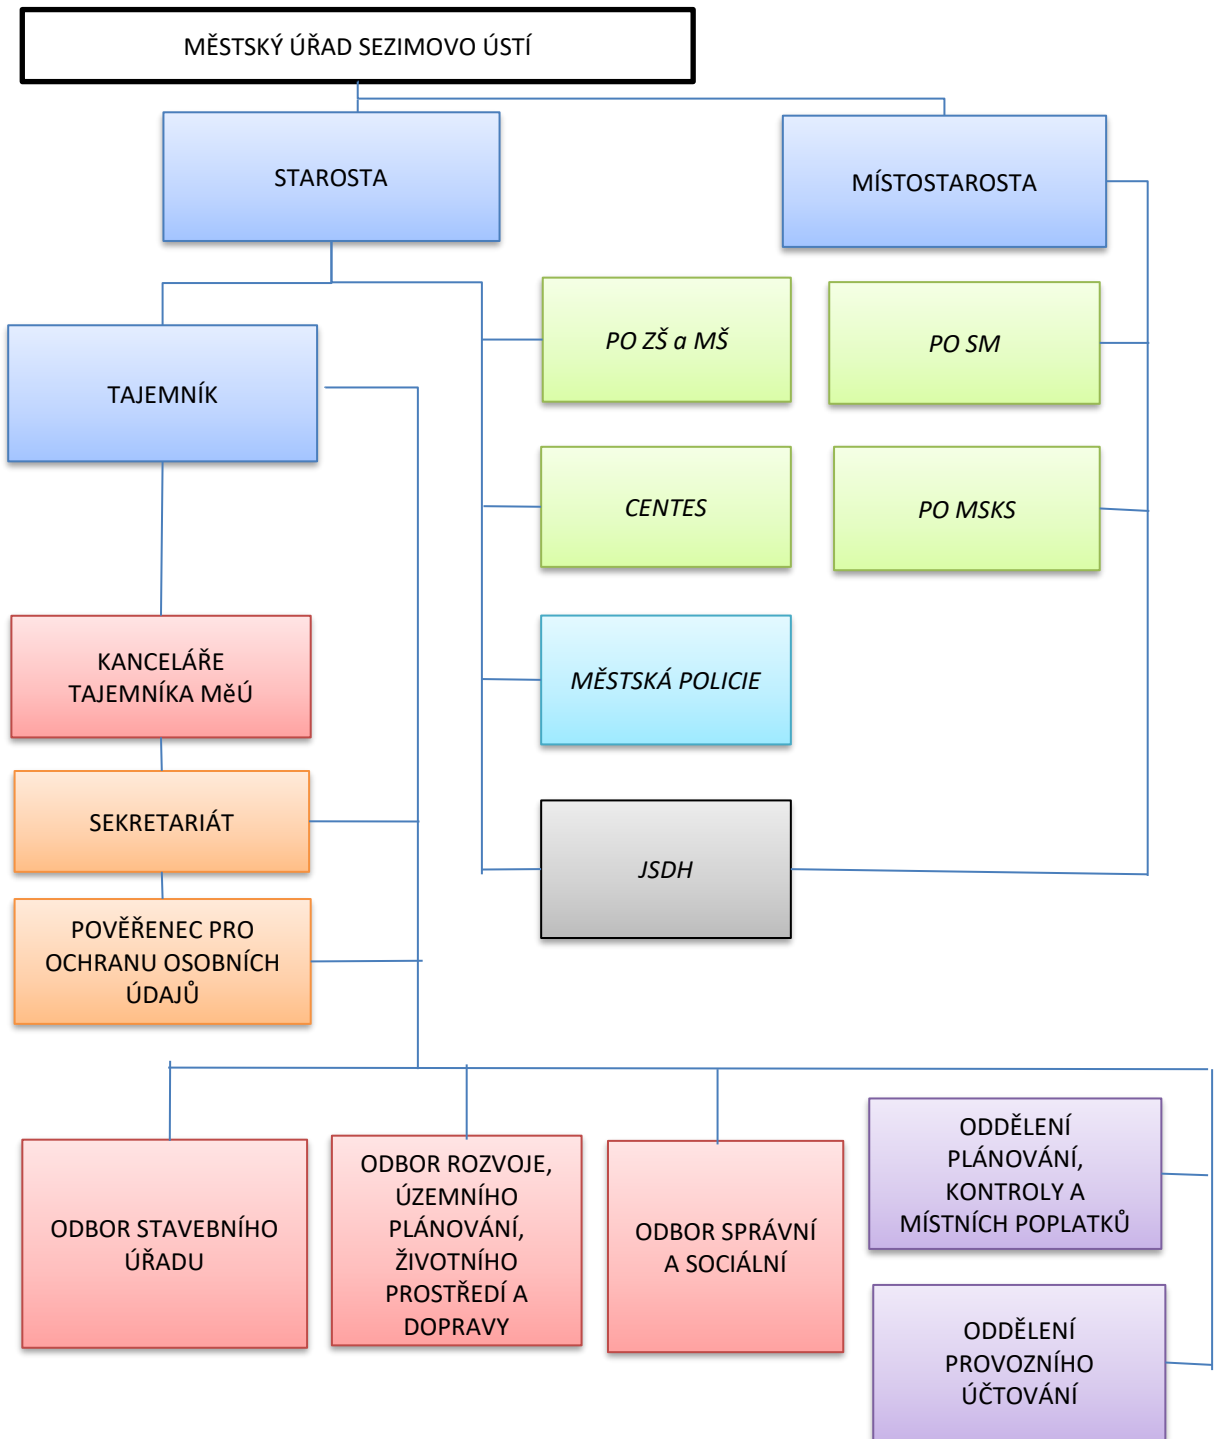 MĚSTSKÝ ÚŘAD SEZIMOVO ÚSTÍ
STAROSTA
MÍSTOSTAROSTA
PO ZŠ a MŠ
PO SM
TAJEMNÍK
CENTES
PO MSKS
KANCELÁŘE
TAJEMNÍKA MěÚ
MĚSTSKÁ POLICIE
SEKRETARIÁT
JSDH
POVĚŘENEC PRO
OCHRANU OSOBNÍCH
ÚDAJŮ
ODBOR STAVEBNÍHO
ÚŘADU
ODBOR ROZVOJE,
ÚZEMNÍHO
PLÁNOVÁNÍ,
ŽIVOTNÍHO
PROSTŘEDÍ A
DOPRAVY
ODBOR SPRÁVNÍ
A SOCIÁLNÍ
ODDĚLENÍ
PLÁNOVÁNÍ,
KONTROLY A
MÍSTNÍCH POPLATKŮ
ODDĚLENÍ
PROVOZNÍHO
ÚČTOVÁNÍ